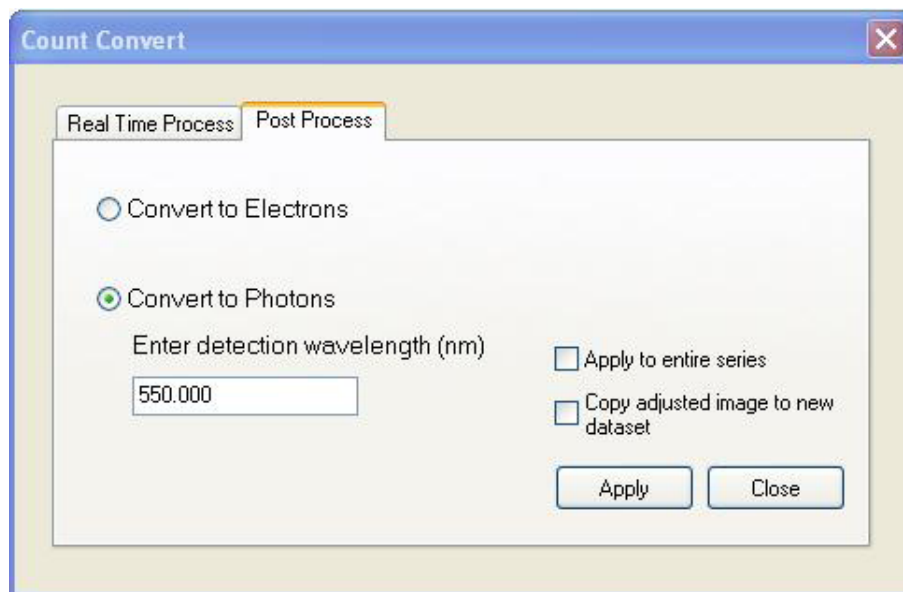 Count Convert
Real Time Process
Post Process
Convert to Electrons
Convert to Photons
Enter detection wavelength (nm)
550.000
Apply to entire series
Copy adjusted image to new
dataset
Apply
Close